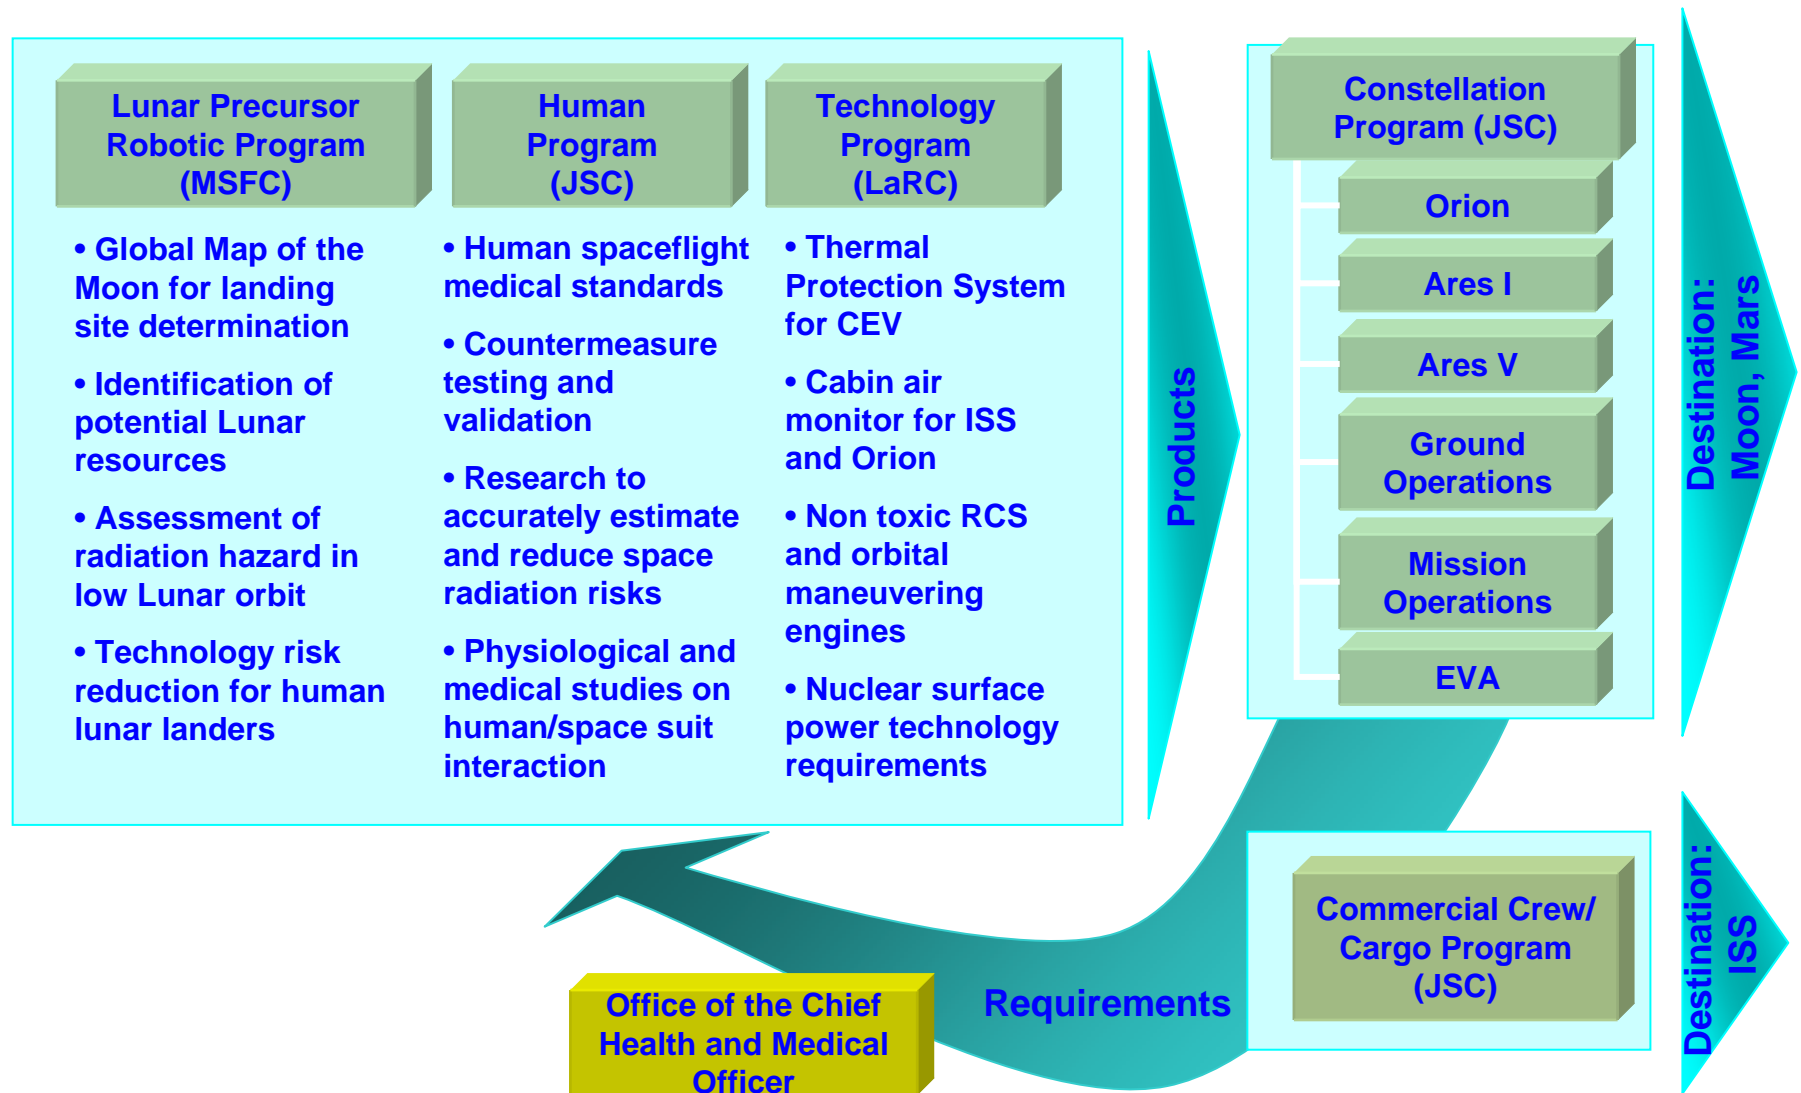 Lunar Precursor
Robotic Program
(MSFC)
• Global Map of the
Moon for landing
site determination
• Identification of
potential Lunar
resources
• Assessment of
radiation hazard in
low Lunar orbit
• Technology risk
reduction for human
lunar landers
Human
Program
(JSC)
• Human spaceflight
medical standards
• Countermeasure
testing and
validation
• Research to
accurately estimate
and reduce space
radiation risks
• Physiological and
medical studies on
human/space suit
interaction
Technology
Program
(LaRC)
• Thermal
Protection System
for CEV
• Cabin air
monitor for ISS
and Orion
• Non toxic RCS
and orbital
maneuvering
engines
• Nuclear surface
power technology
requirements
Products
Constellation
Program (JSC)
Orion
Ares I
Ares V
Ground
Operations
Mission
Operations
EVA
Destination:
Moon, Mars
Office of the Chief
Health and Medical
Officer
Requirements
Commercial Crew/
Cargo Program
(JSC)
Destination:
ISS